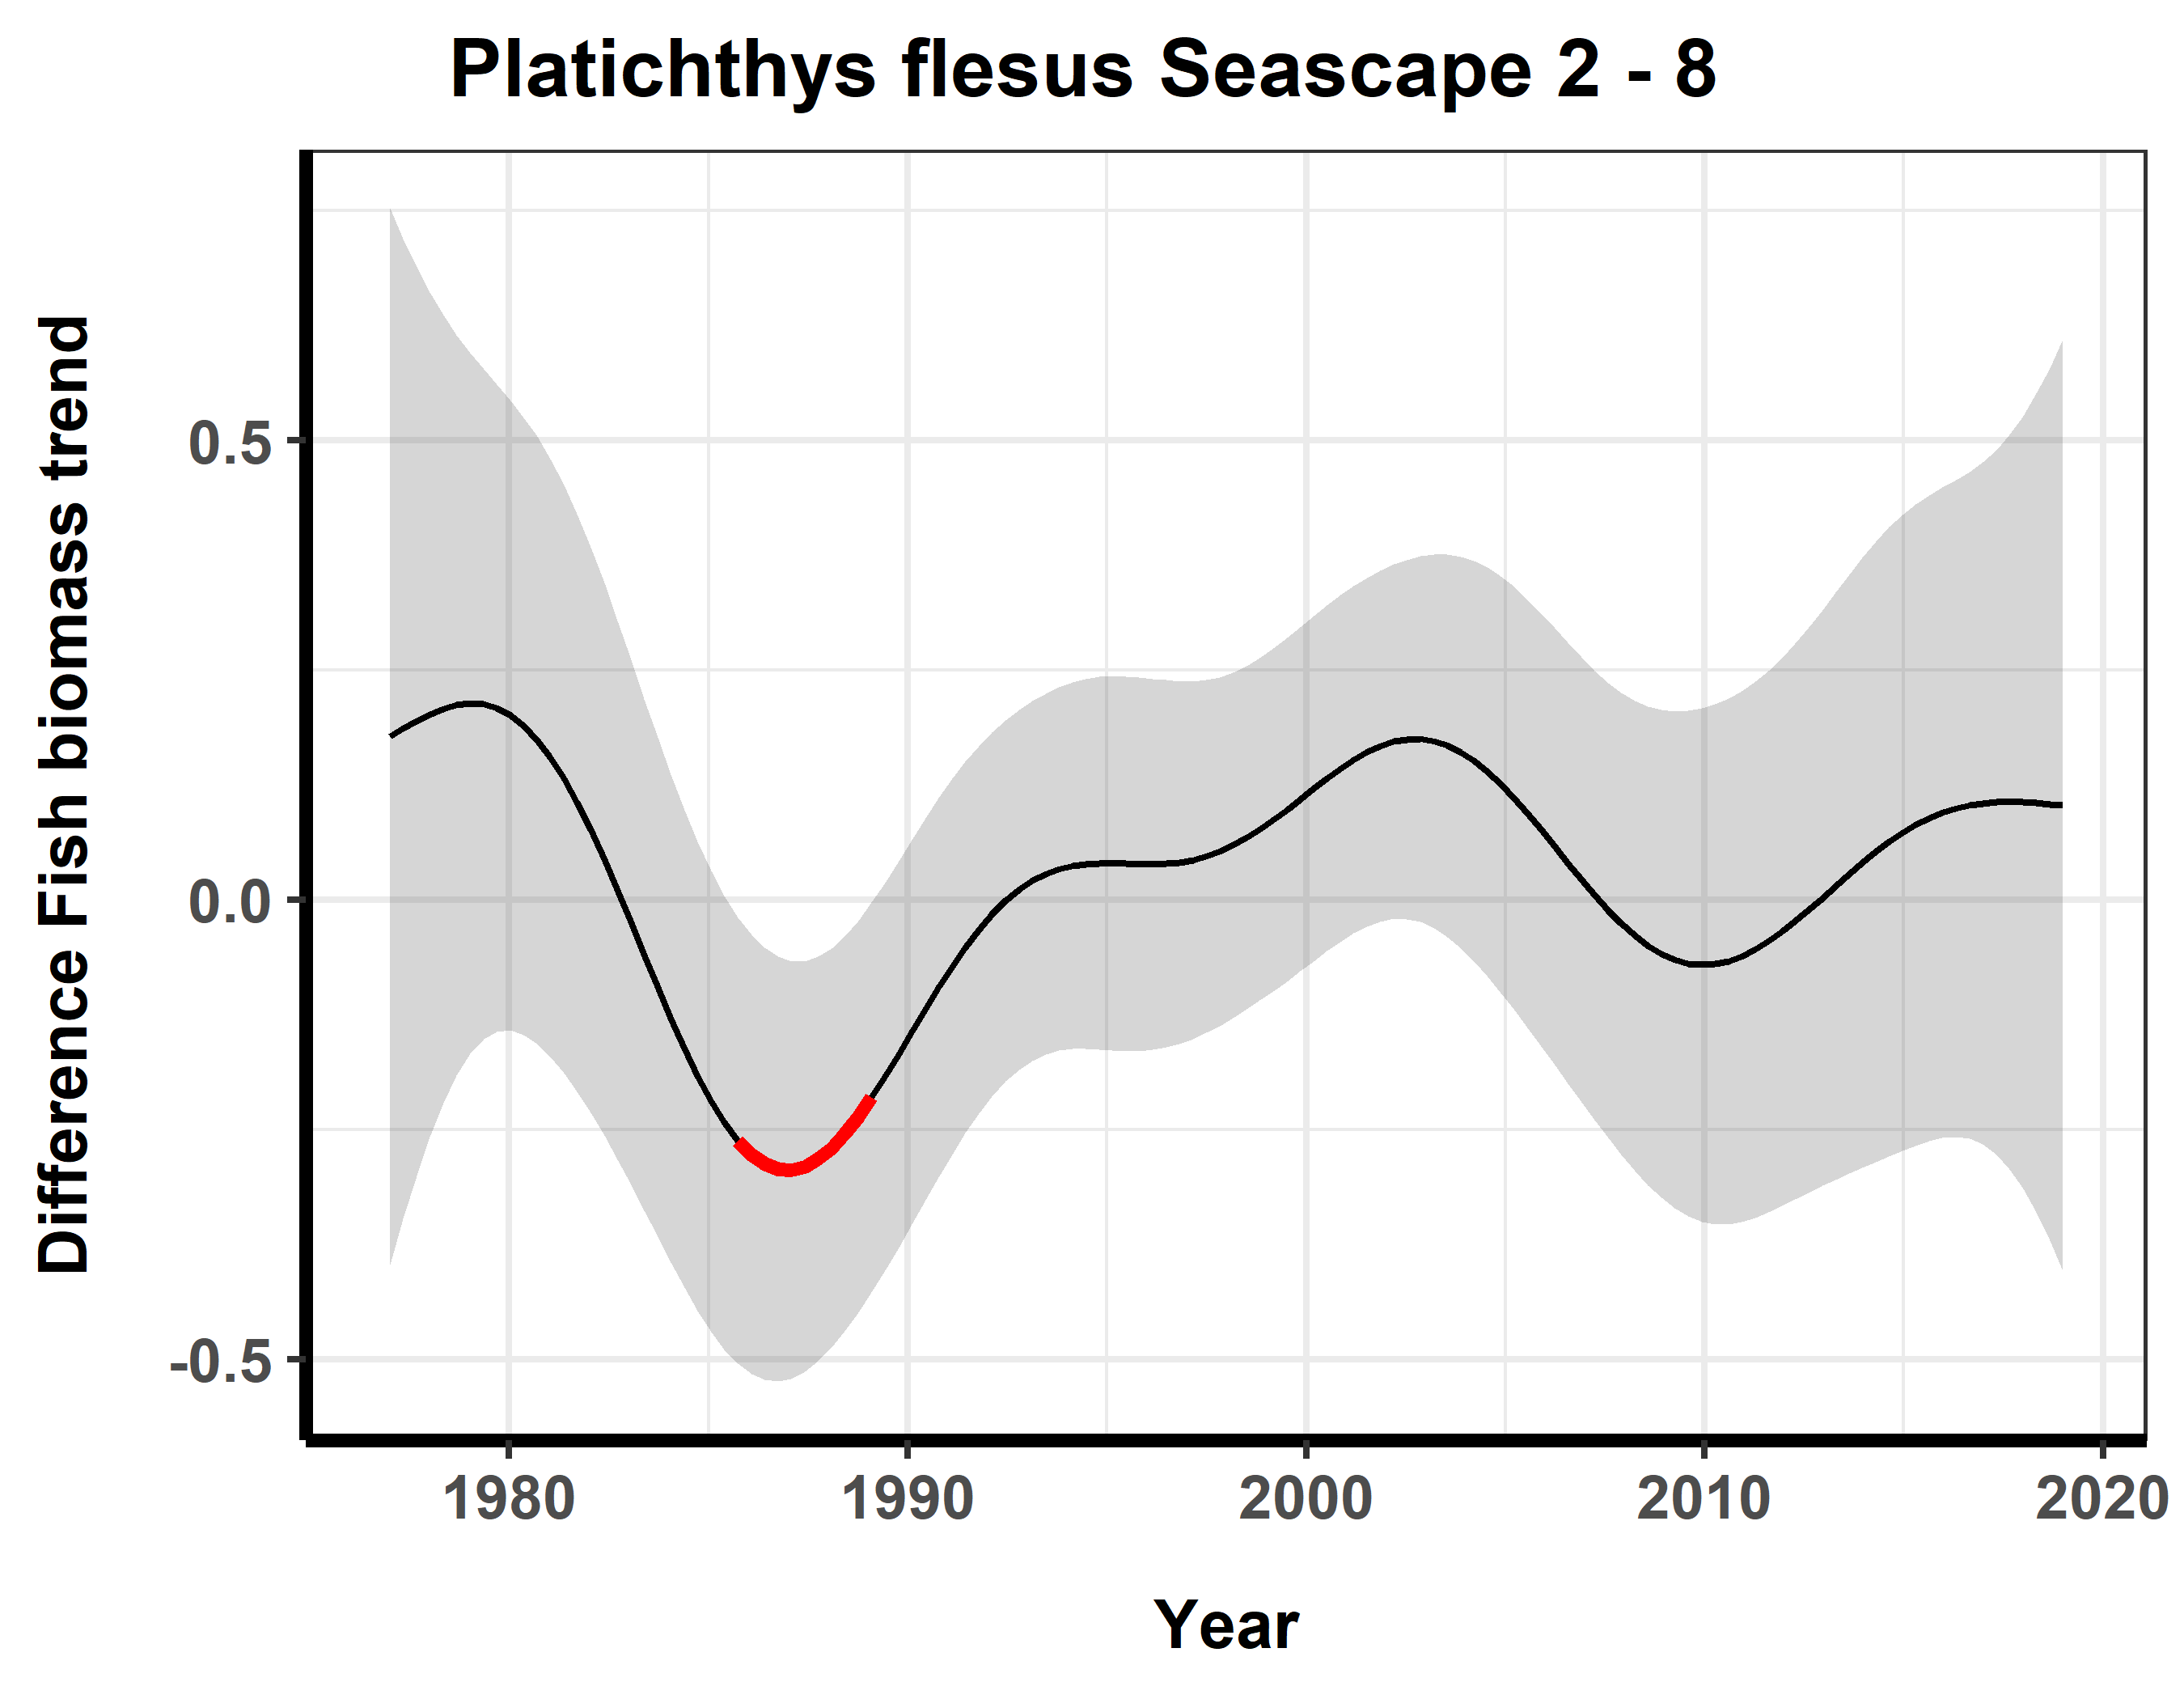 Platichthys flesus Seascape 2 - 8
Difference Fish biomass trend
0.5
0.0
-0.5
1980 1990 2000 2010 2020
Year